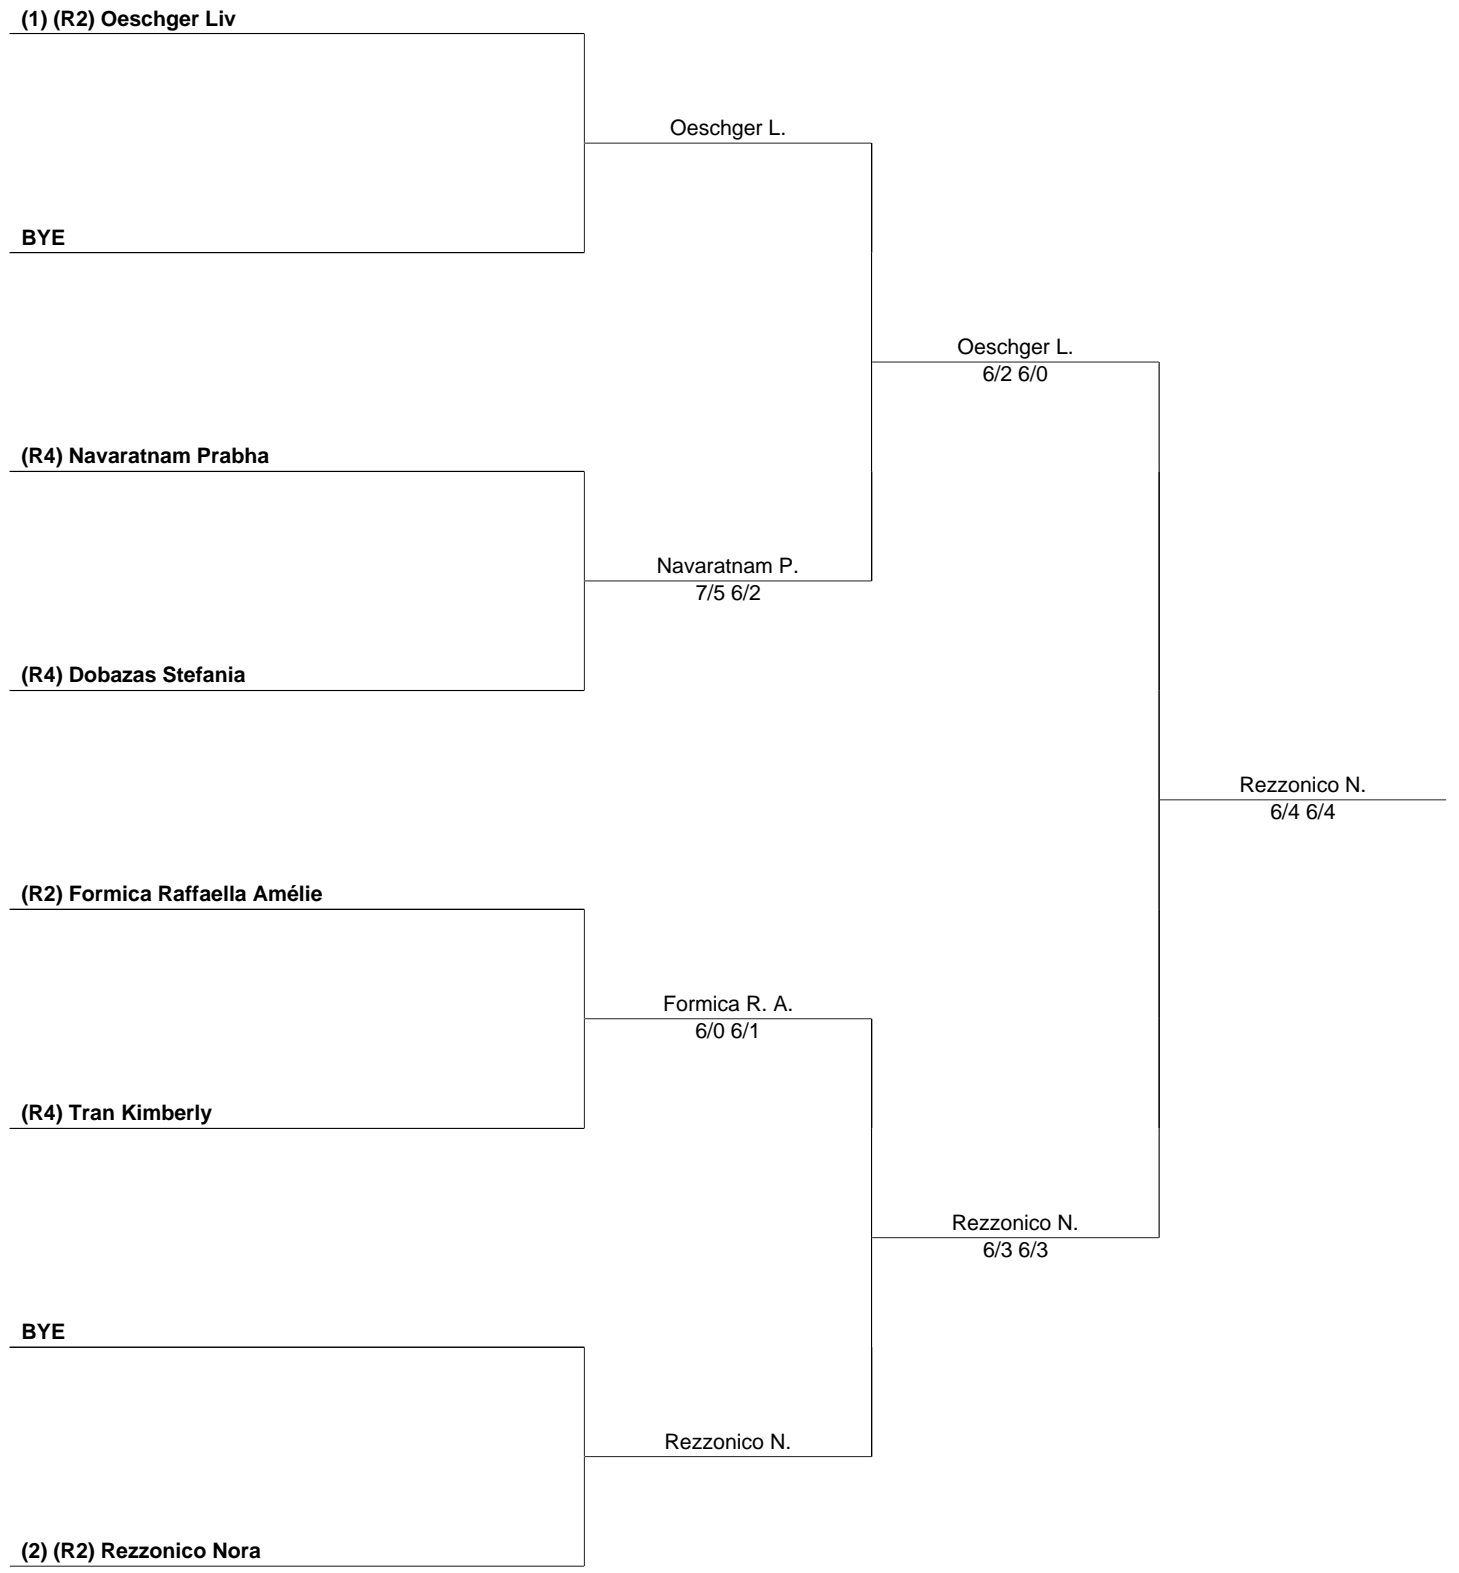 (1) (R2) Oeschger Liv
Oeschger L.
BYE
Oeschger L.
6/2 6/0
(R4) Navaratnam Prabha
Navaratnam P.
7/5 6/2
(R4) Dobazas Stefania
Rezzonico N.
6/4 6/4
(R2) Formica Raffaella Amélie
Formica R. A.
6/0 6/1
(R4) Tran Kimberly
Rezzonico N.
6/3 6/3
BYE
Rezzonico N.
(2) (R2) Rezzonico Nora